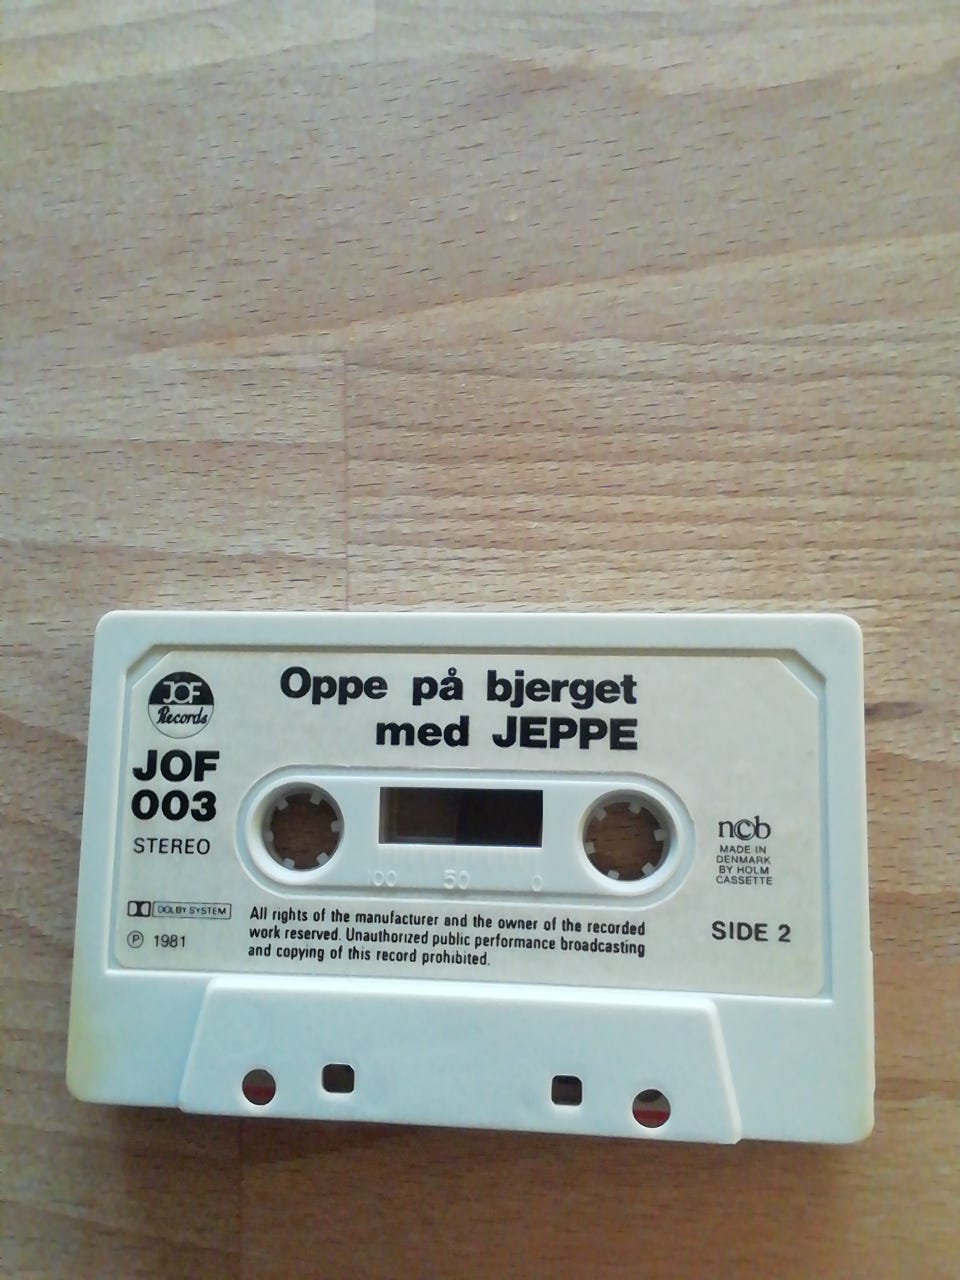 JOF
Records
Oppe på bjerget
med JEPPE
JOF
003
STEREO
DOLBY SYSTEM
℗ 1981
100 50 0
All rights of the manufacturer and the owner of the recorded
work reserved. Unauthorized public performance broadcasting
and copying of this record prohibited.
ncb
MADE IN
DENMARK
BY HOLM
CASSETTE
SIDE 2